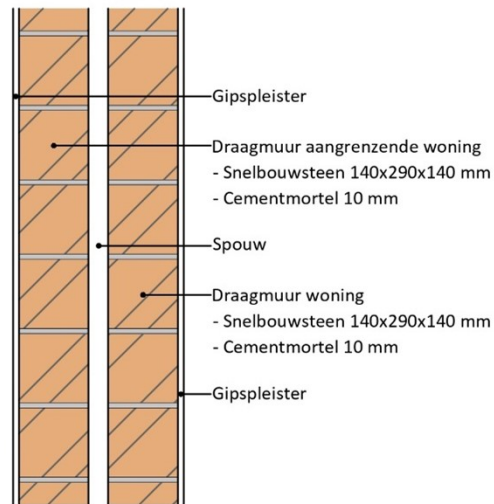 Gipspleister
Draagmuur aangrenzende woning
- Snelbouwsteen 140x290x140 mm
- Cementmortel 10 mm
Spouw
Draagmuur woning
- Snelbouwsteen 140x290x140 mm
- Cementmortel 10 mm
Gipspleister